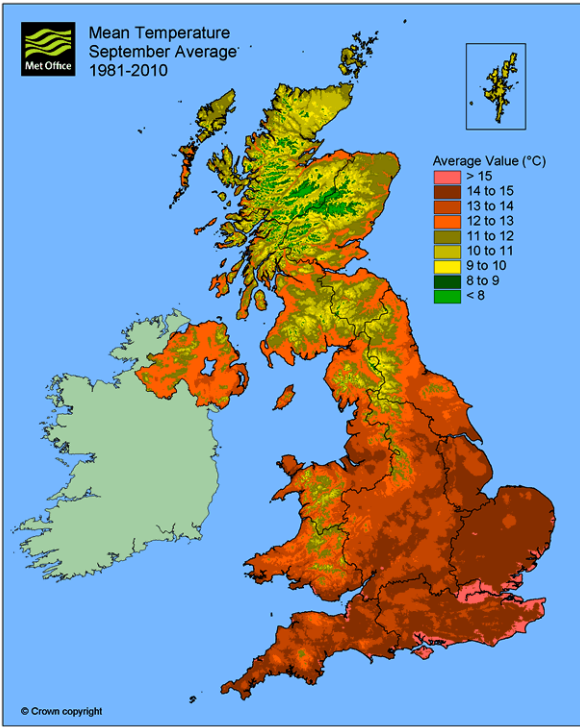 Met Office
Mean Temperature
September Average
1981-2010
Average Value (°C)
> 15
14 to 15
13 to 14
12 to 13
11 to 12
10 to 11
9 to 10
8 to 9
< 8
© Crown copyright